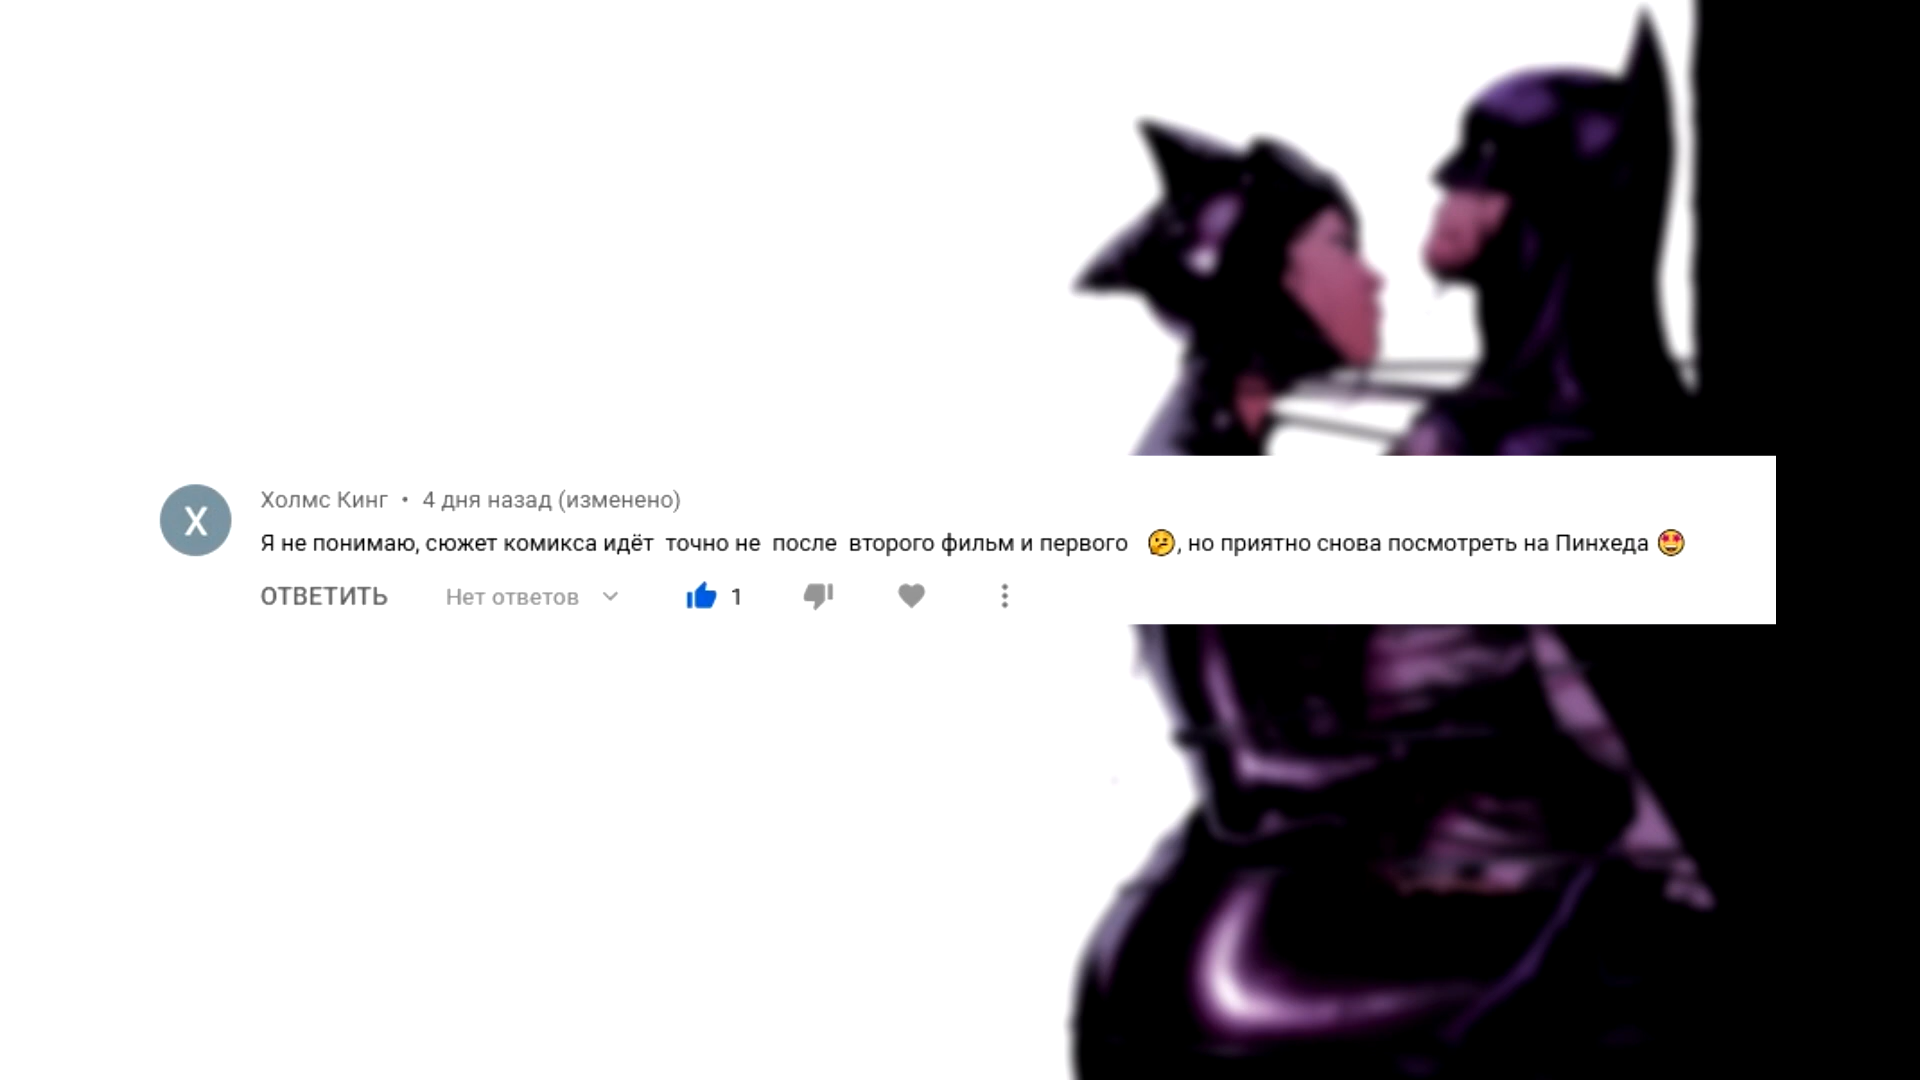 Х
Холмс Кинг • 4 дня назад (изменено)
Я не понимаю, сюжет комикса идёт точно не после второго фильм и первого 🤔, но приятно снова посмотреть на Пинхеда 🤩
ОТВЕТИТЬ Нет ответов 1